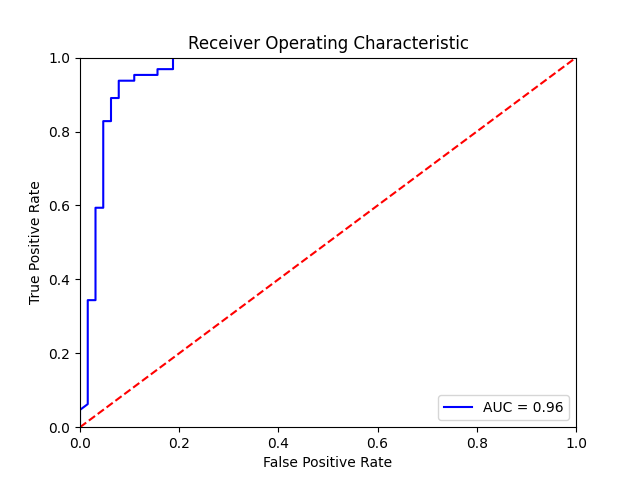 Receiver Operating Characteristic
1.0
0.8
0.6
0.4
0.2
0.0
True Positive Rate
AUC = 0.96
0.0 0.2 0.4 0.6 0.8 1.0
False Positive Rate